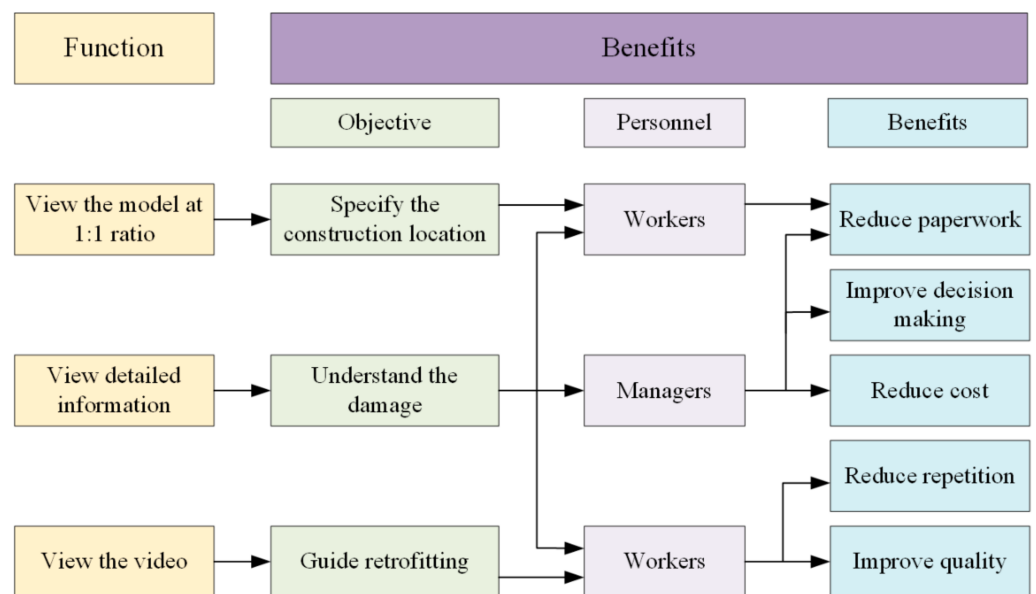 Function
Benefits
Objective
Personnel
Benefits
View the model at
1:1 ratio
Specify the
construction location
Workers
Reduce paperwork
Improve decision
making
View detailed
information
Understand the
damage
Managers
Reduce cost
Reduce repetition
View the video
Guide retrofitting
Workers
Improve quality